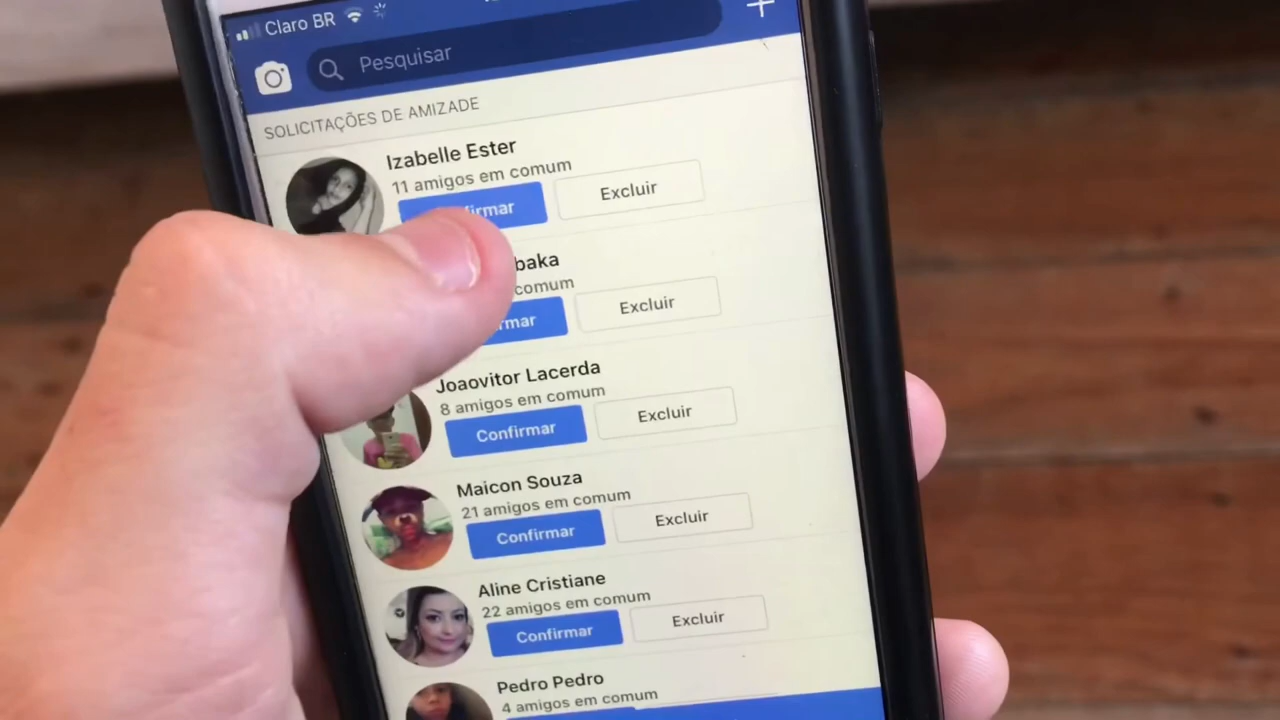 Claro BR
Pesquisar
SOLICITAÇÕES DE AMIZADE
Izabelle Ester
11 amigos em comum
Excluir
comum
Excluir
Joaovitor Lacerda
8 amigos em comum
Confirmar
Excluir
Maicon Souza
21 amigos em comum
Confirmar
Excluir
Aline Cristiane
22 amigos em comum
Confirmar
Excluir
Pedro Pedro
4 amigos em comum